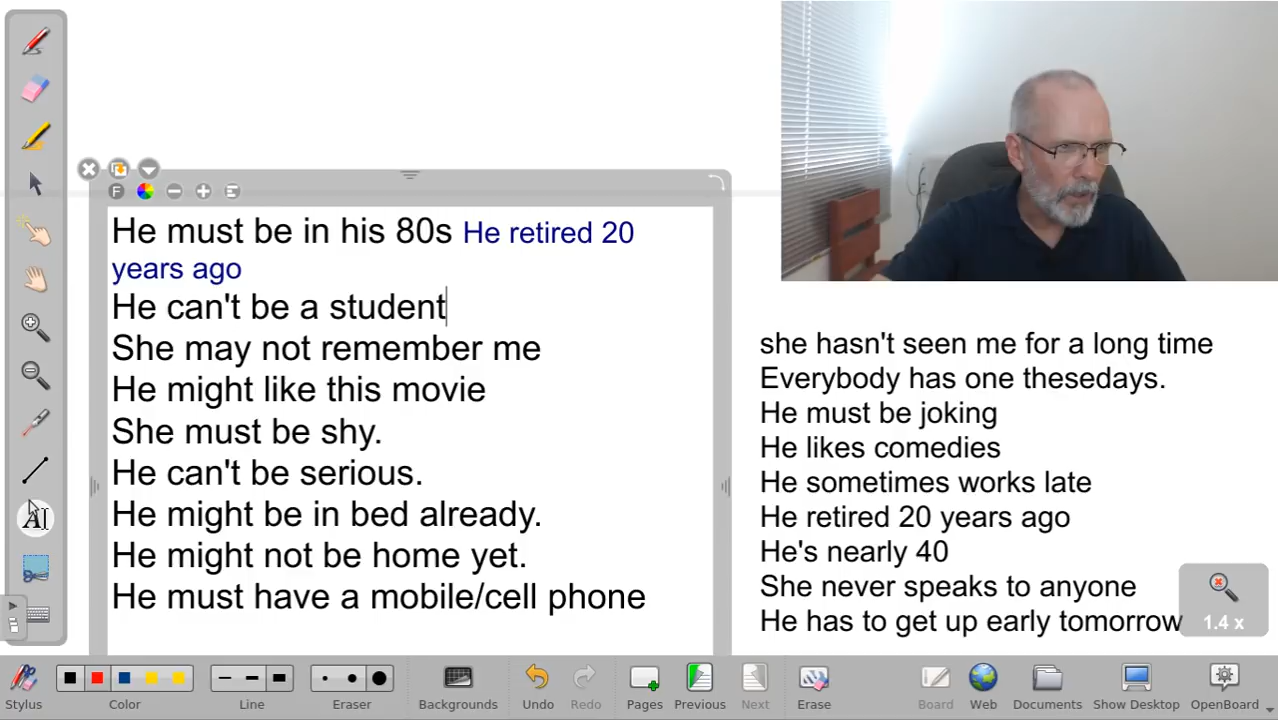 He must be in his 80s He retired 20
years ago
He can't be a student
She may not remember me
He might like this movie
She must be shy.
He can't be serious.
He might be in bed already.
He might not be home yet.
He must have a mobile/cell phone
she hasn't seen me for a long time
Everybody has one thesedays.
He must be joking
He likes comedies
He sometimes works late
He retired 20 years ago
He's nearly 40
She never speaks to anyone
He has to get up early tomorrow
1.4 x
Stylus
Color
Line
Eraser
Backgrounds
Undo
Redo
Pages
Previous
Next
Erase
Board
Web
Documents
Show Desktop
OpenBoard